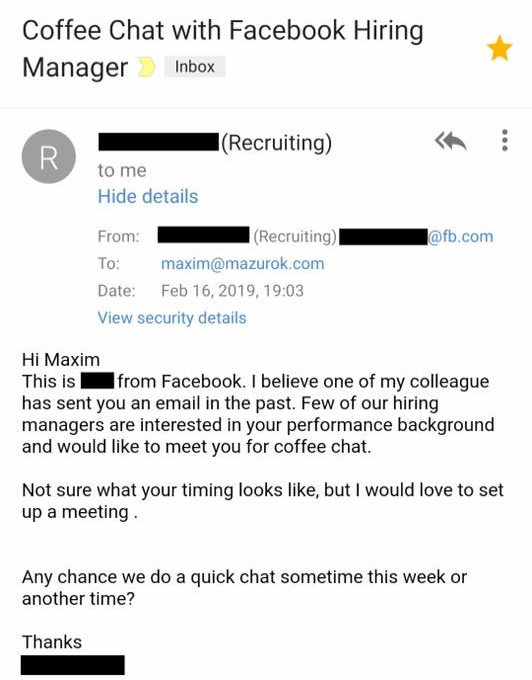 Coffee Chat with Facebook Hiring
Manager Inbox
R
(Recruiting)
to me
Hide details
From: (Recruiting) @fb.com
To: maxim@mazurok.com
Date: Feb 16, 2019, 19:03
View security details
Hi Maxim
This is from Facebook. I believe one of my colleague
has sent you an email in the past. Few of our hiring
managers are interested in your performance background
and would like to meet you for coffee chat.
Not sure what your timing looks like, but I would love to set
up a meeting .
Any chance we do a quick chat sometime this week or
another time?
Thanks